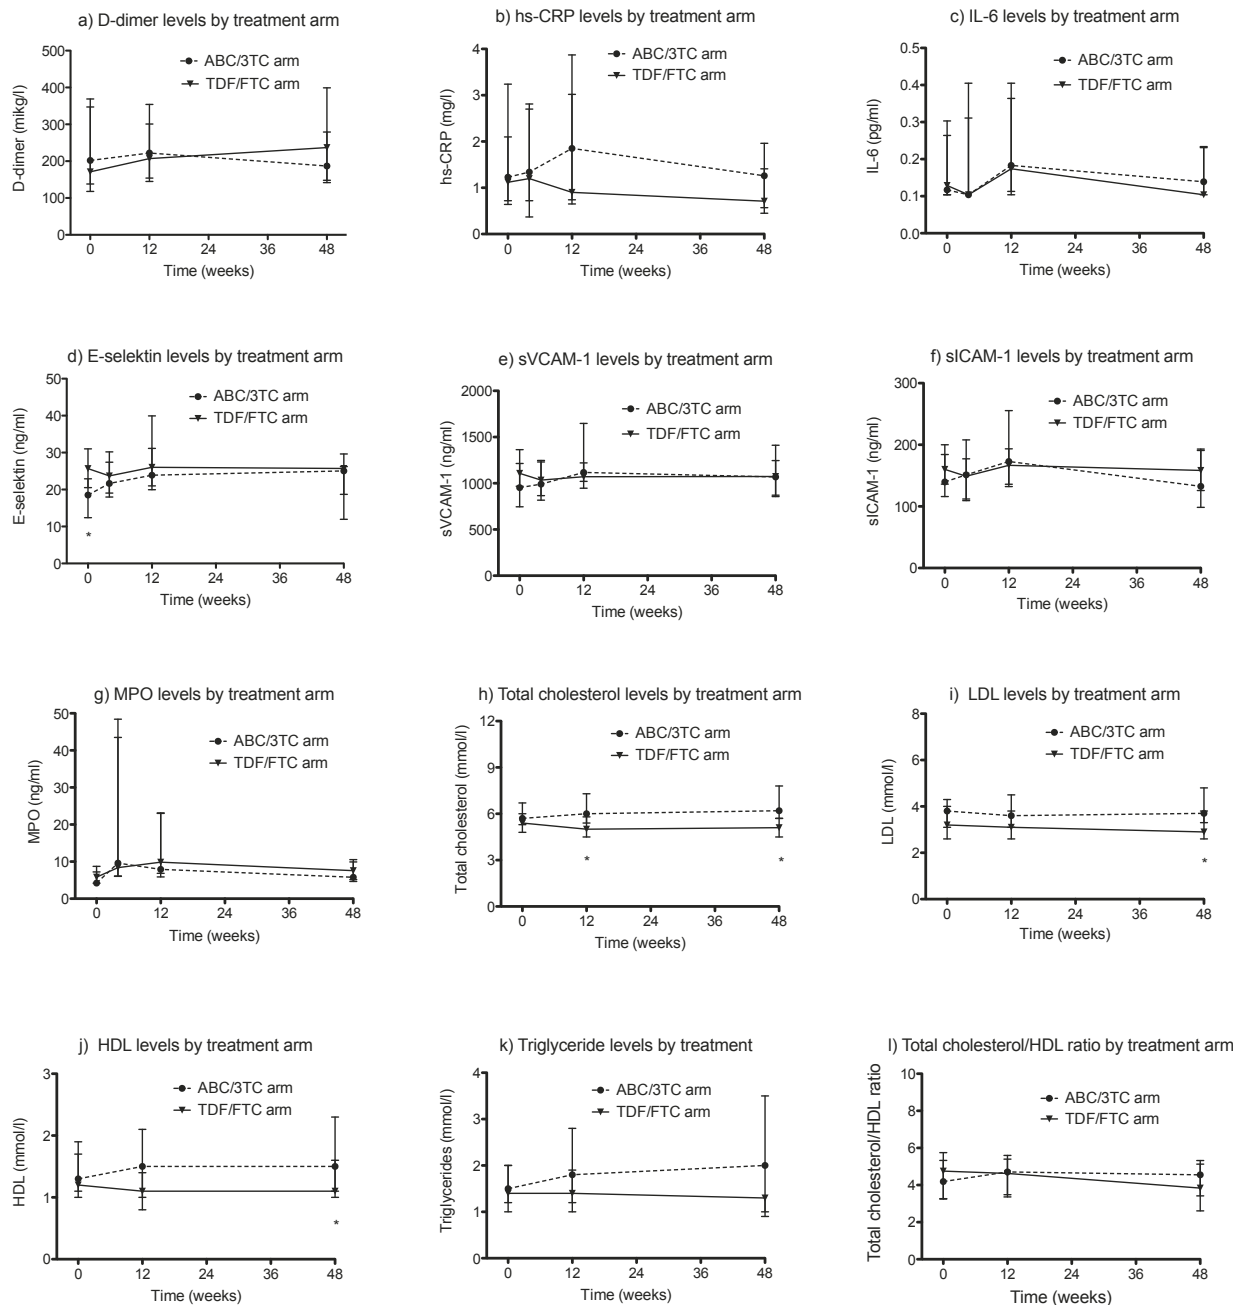 a) D-dimer levels by treatment arm
500
400
300
200
100
0
D-dimer (mikg/l)
ABC/3TC arm
TDF/FTC arm
0 12 24 36 48
Time (weeks)
b) hs-CRP levels by treatment arm
4
3
2
1
0
hs-CRP (mg/l)
ABC/3TC arm
TDF/FTC arm
0 12 24 36 48
Time (weeks)
c) IL-6 levels by treatment arm
0.5
0.4
0.3
0.2
0.1
0.0
IL-6 (pg/ml)
ABC/3TC arm
TDF/FTC arm
0 12 24 36 48
Time (weeks)
d) E-selektin levels by treatment arm
50
40
30
20
10
0
E-selektin (ng/ml)
ABC/3TC arm
TDF/FTC arm
*
0 12 24 36 48
Time (weeks)
e) sVCAM-1 levels by treatment arm
2000
1500
1000
500
0
sVCAM-1 (ng/ml)
ABC/3TC arm
TDF/FTC arm
0 12 24 36 48
Time (weeks)
f) sICAM-1 levels by treatment arm
300
200
100
0
sICAM-1 (ng/ml)
ABC/3TC arm
TDF/FTC arm
0 12 24 36 48
Time (weeks)
g) MPO levels by treatment arm
50
40
30
20
10
0
MPO (ng/ml)
ABC/3TC arm
TDF/FTC arm
0 12 24 36 48
Time (weeks)
h) Total cholesterol levels by treatment arm
12
9
6
3
0
Total cholesterol (mmol/l)
ABC/3TC arm
TDF/FTC arm
* *
0 12 24 36 48
Time (weeks)
i) LDL levels by treatment arm
8
6
4
2
0
LDL (mmol/l)
ABC/3TC arm
TDF/FTC arm
*
0 12 24 36 48
Time (weeks)
j) HDL levels by treatment arm
3
2
1
0
HDL (mmol/l)
ABC/3TC arm
TDF/FTC arm
*
0 12 24 36 48
Time (weeks)
k) Triglyceride levels by treatment
4
3
2
1
0
Triglycerides (mmol/l)
ABC/3TC arm
TDF/FTC arm
0 12 24 36 48
Time (weeks)
l) Total cholesterol/HDL ratio by treatment arm
10
8
6
4
2
0
Total cholesterol/HDL ratio
ABC/3TC arm
TDF/FTC arm
0 12 24 36 48
Time (weeks)